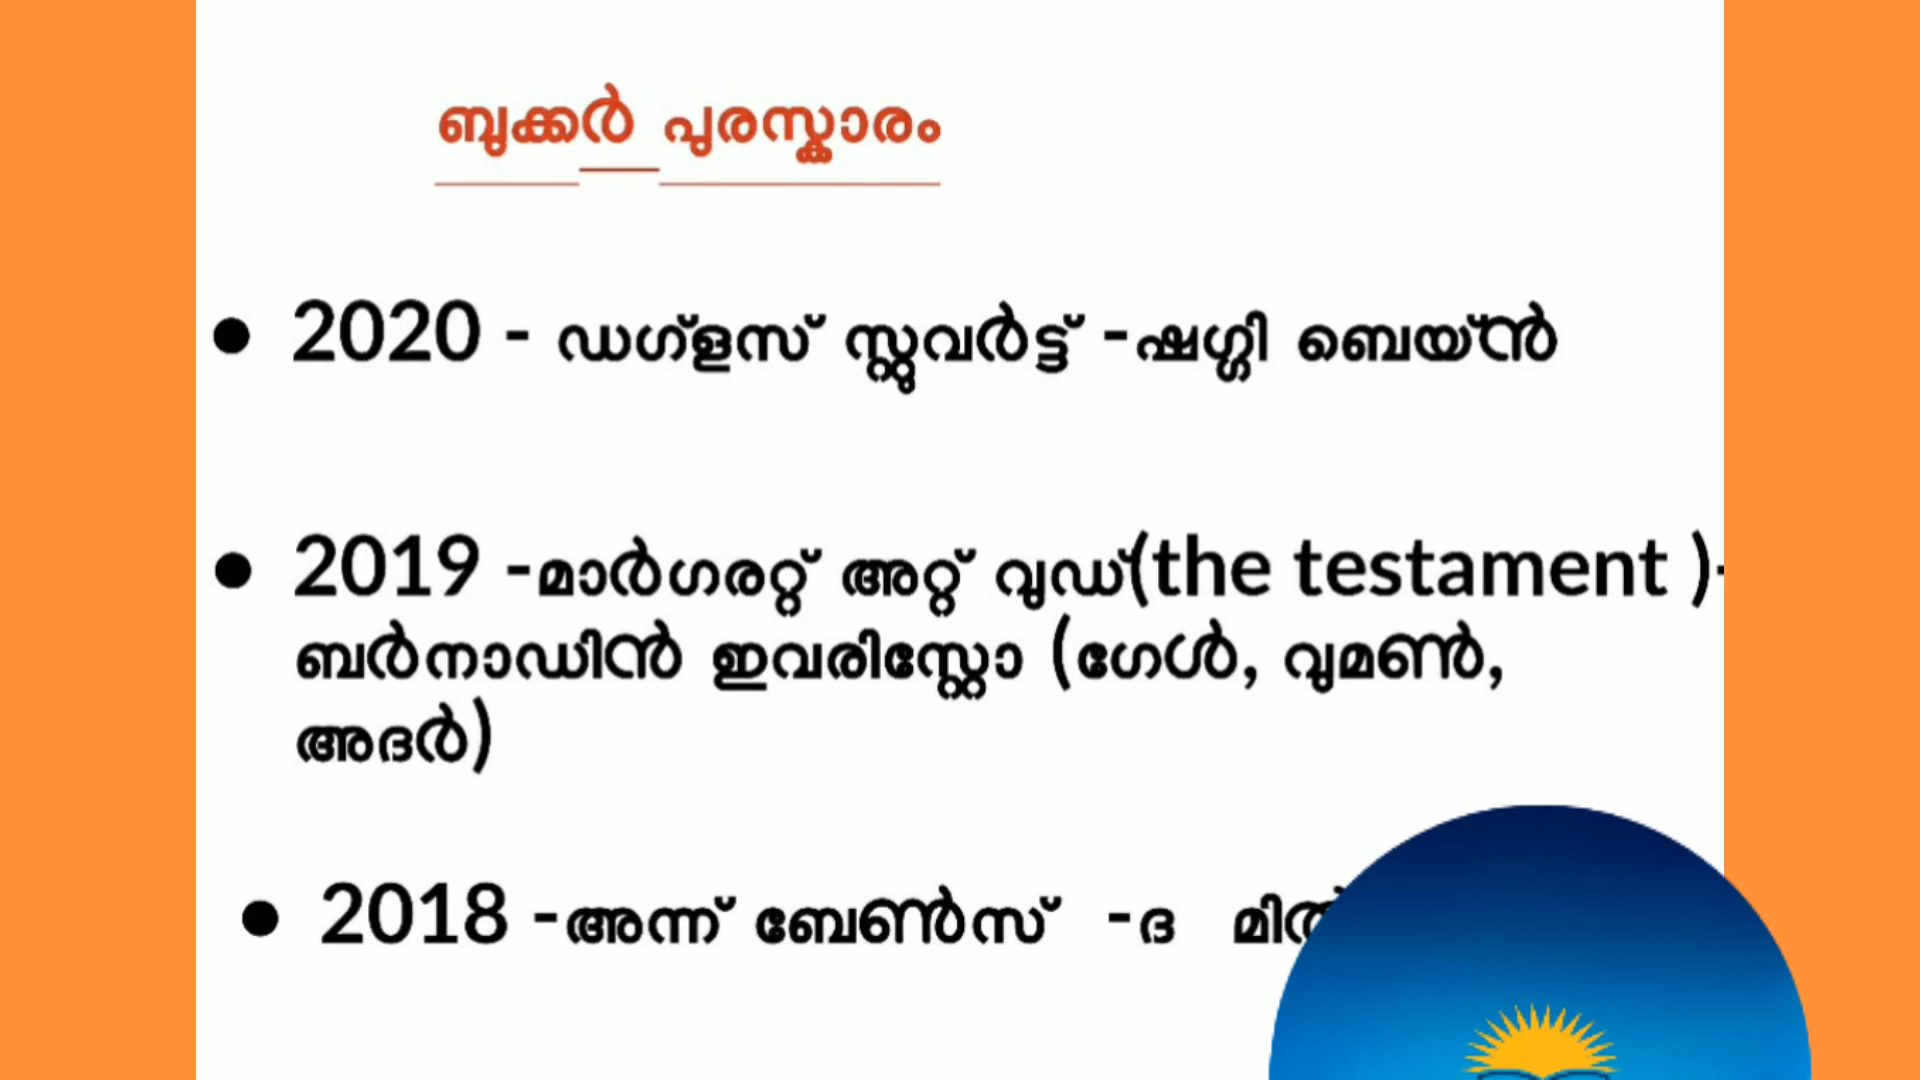 ബുക്കർ പുരസ്കാരം
● 2020 - ഡഗ്ളസ് സ്റ്റുവർട്ട് -ഷഗ്ഗി ബെയ്ൻ
● 2019 -മാർഗരറ്റ് അറ്റ് വുഡ്(the testament )-
ബർനാഡിൻ ഇവരിസ്റ്റോ (ഗേൾ, വുമൺ,
അദർ)
● 2018 -അന്ന് ബേൺസ് -ദ